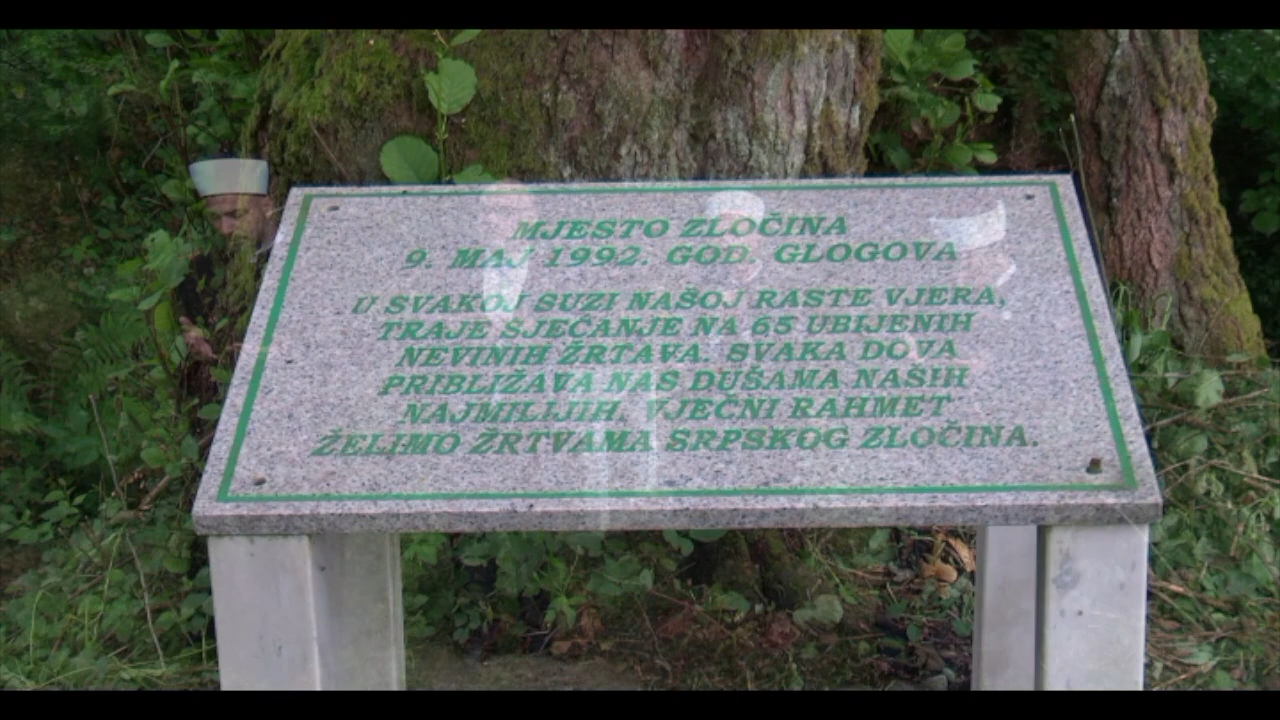 MJESTO ZLOČINA
9. MAJ 1992. GOD. GLOGOVA
U SVAKOJ SUZI NAŠOJ RASTE VJERA,
TRAJE SJEĆANJE NA 65 UBIJENIH
NEVINIH ŽRTAVA. SVAKA DOVA
PRIBLIŽAVA NAS DUŠAMA NAŠIH
NAJMILIJIH. VJEČNI RAHMET
ŽELIMO ŽRTVAMA SRPSKOG ZLOČINA.